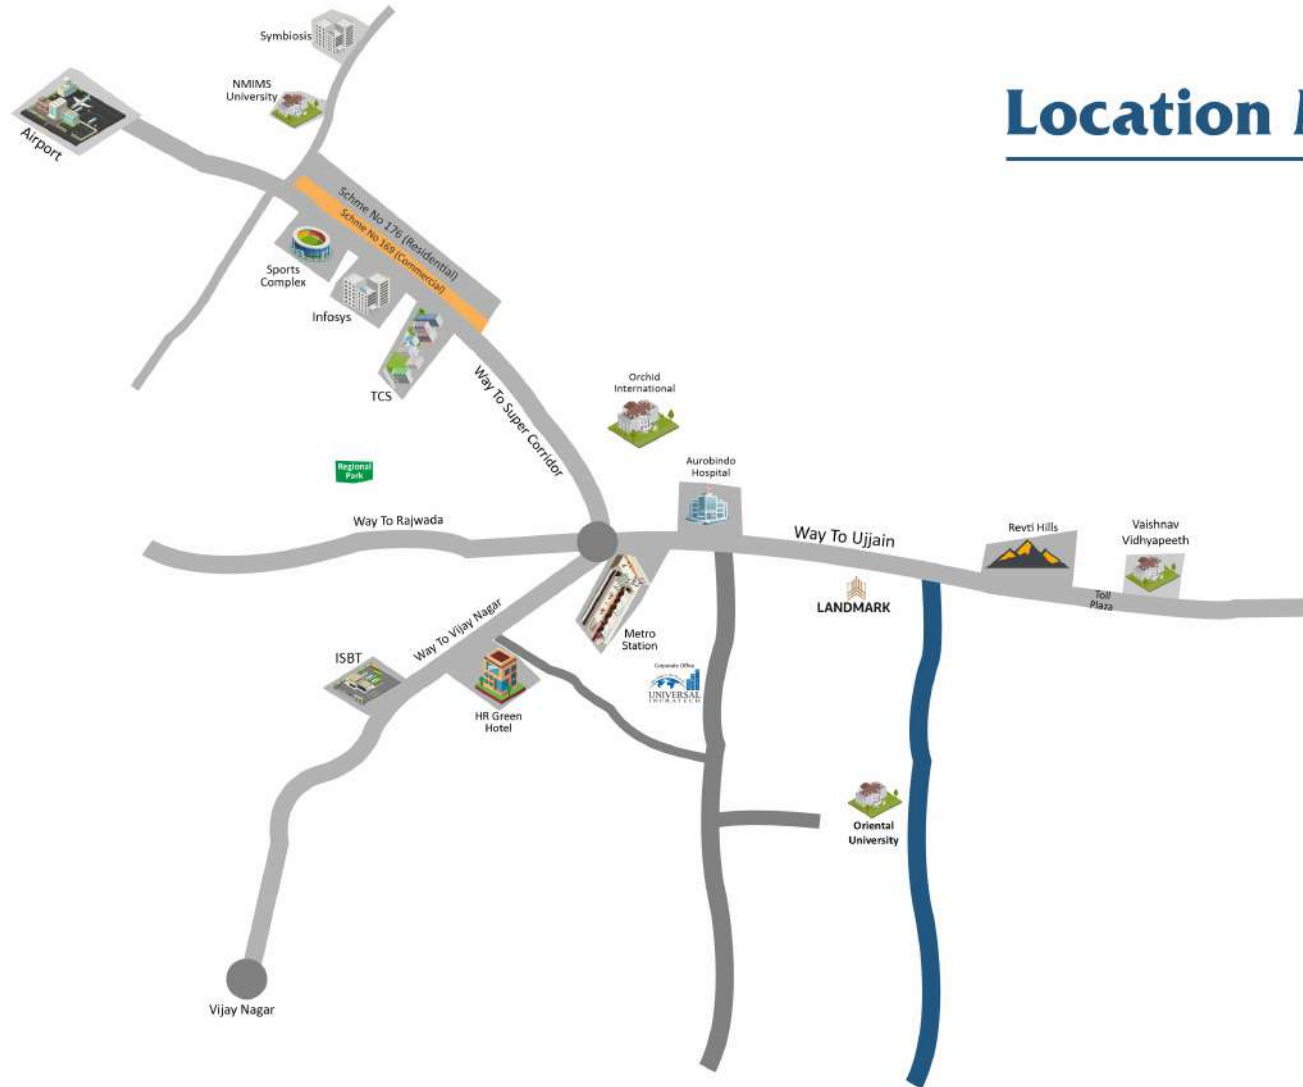 Symbiosis
NMIMS
University
Location
Airport
Schme No 176 (Residential)
Schme No 169 (Commercial)
Sports
Complex
Infosys
TCS
Way To Super Corridor
Orchid
International
Regional
Park
Aurobindo
Hospital
Way To Rajwada
Way To Ujjain
Revti Hills
Vaishnav
Vidhyapeeth
Toll
Plaza
LANDMARK
Way To Vijay Nagar
Metro
Station
ISBT
Corporate Office
UNIVERSAL
INFRATECH
HR Green
Hotel
Oriental
University
Vijay Nagar